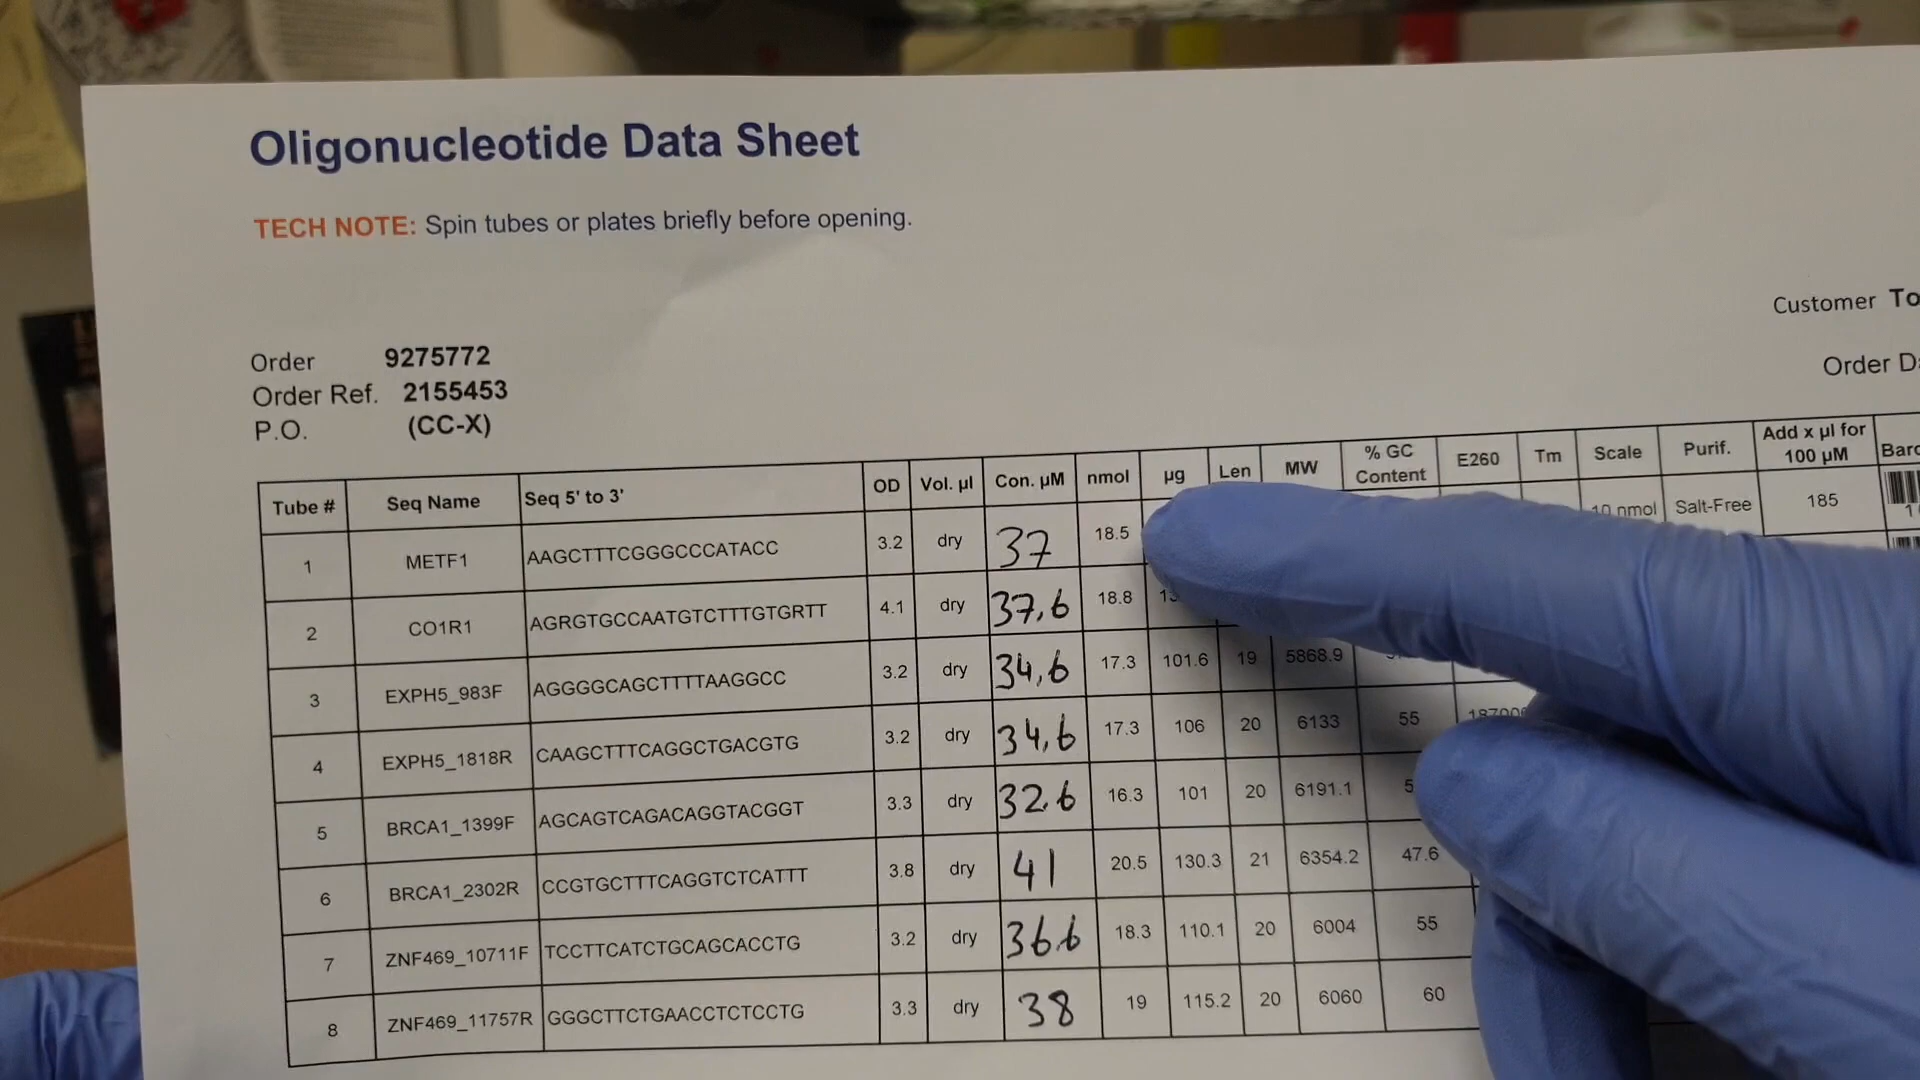 Oligonucleotide Data Sheet
TECH NOTE: Spin tubes or plates briefly before opening.
Customer To
Order 9275772
Order Ref. 2155453
P.O. (CC-X)
Order D
Tube # Seq Name Seq 5' to 3' OD Vol. µl Con. µM nmol µg Len MW % GC Content E260 Tm Scale Purif. Add x µl for 100 µM Barc
1 METF1 AAGCTTTCGGGCCCATACC 3.2 dry 37 18.5 10 nmol Salt-Free 185
2 CO1R1 AGRGTGCCAATGTCTTTGTGRTT 4.1 dry 37,6 18.8
3 EXPH5_983F AGGGGCAGCTTTTAAGGCC 3.2 dry 34,6 17.3 101.6 19 5868.9
4 EXPH5_1818R CAAGCTTTCAGGCTGACGTG 3.2 dry 34,6 17.3 106 20 6133 55
5 BRCA1_1399F AGCAGTCAGACAGGTACGGT 3.3 dry 32.6 16.3 101 20 6191.1
6 BRCA1_2302R CCGTGCTTTCAGGTCTCATTT 3.8 dry 41 20.5 130.3 21 6354.2 47.6
7 ZNF469_10711F TCCTTCATCTGCAGCACCTG 3.2 dry 36.6 18.3 110.1 20 6004 55
8 ZNF469_11757R GGGCTTCTGAACCTCTCCTG 3.3 dry 38 19 115.2 20 6060 60